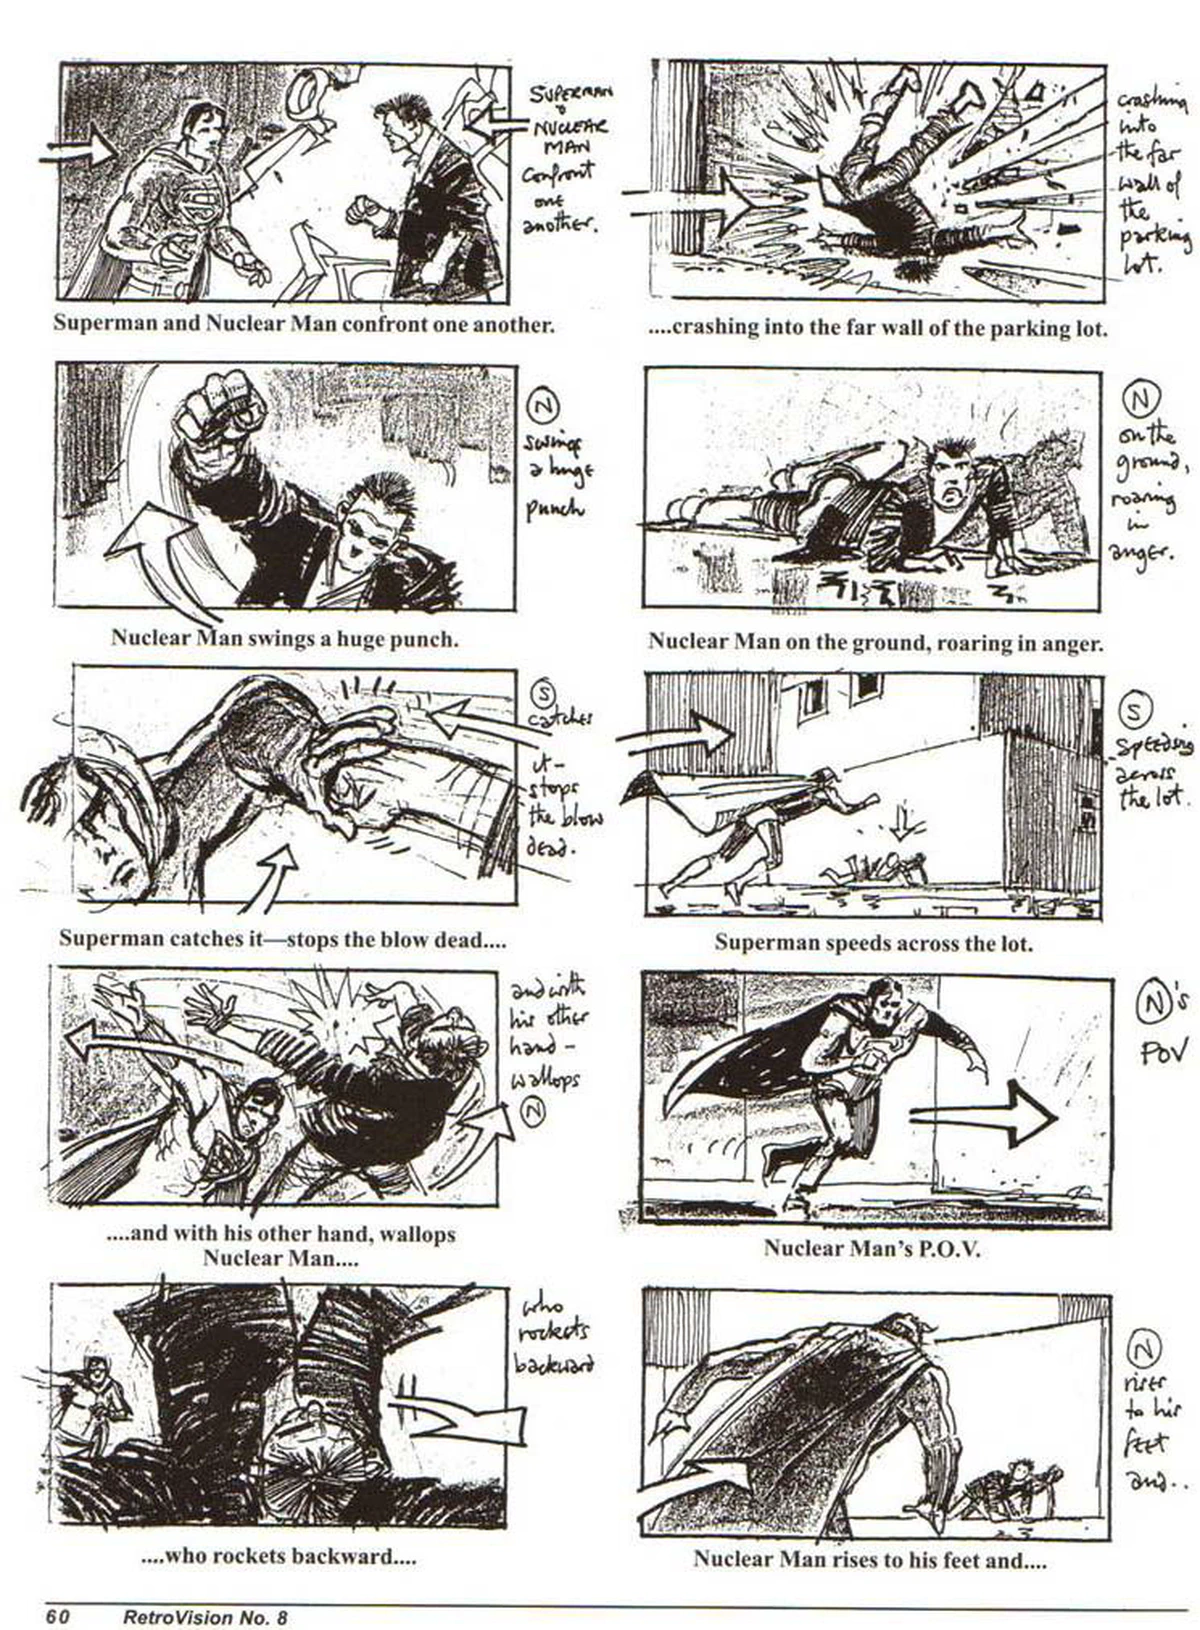 SUPERMAN
&
NUCLEAR
MAN
confront
one
another.
Superman and Nuclear Man confront one another.
N
swings
a huge
punch
Nuclear Man swings a huge punch.
S
catches
it-
stops
the blow
dead.
Superman catches it—stops the blow dead....
and with
his other
hand-
wallops
N
....and with his other hand, wallops
Nuclear Man....
who
rockets
backward
....who rockets backward....
crashing
into
the far
wall of
the
parking
lot.
....crashing into the far wall of the parking lot.
N
on the
ground,
roaring
in
anger.
Nuclear Man on the ground, roaring in anger.
S
speeding
across
the lot.
Superman speeds across the lot.
N's
POV
Nuclear Man's P.O.V.
N
rises
to his
feet
and..
Nuclear Man rises to his feet and....
60 RetroVision No. 8